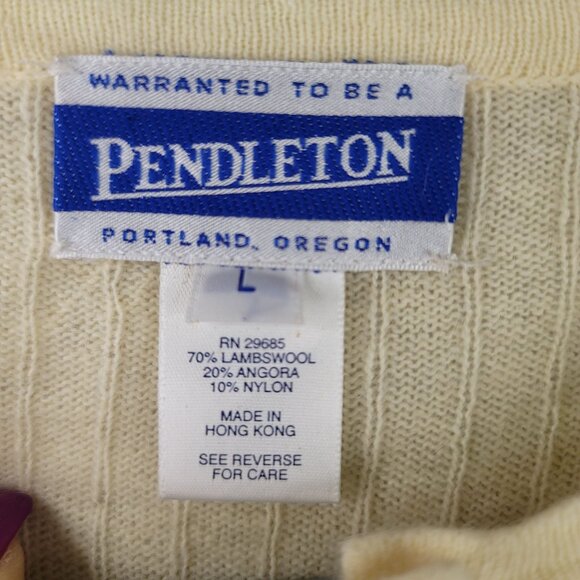 WARRANTED TO BE A
PENDLETON
PORTLAND, OREGON
L
RN 29685
70% LAMBSWOOL
20% ANGORA
10% NYLON
MADE IN
HONG KONG
SEE REVERSE
FOR CARE